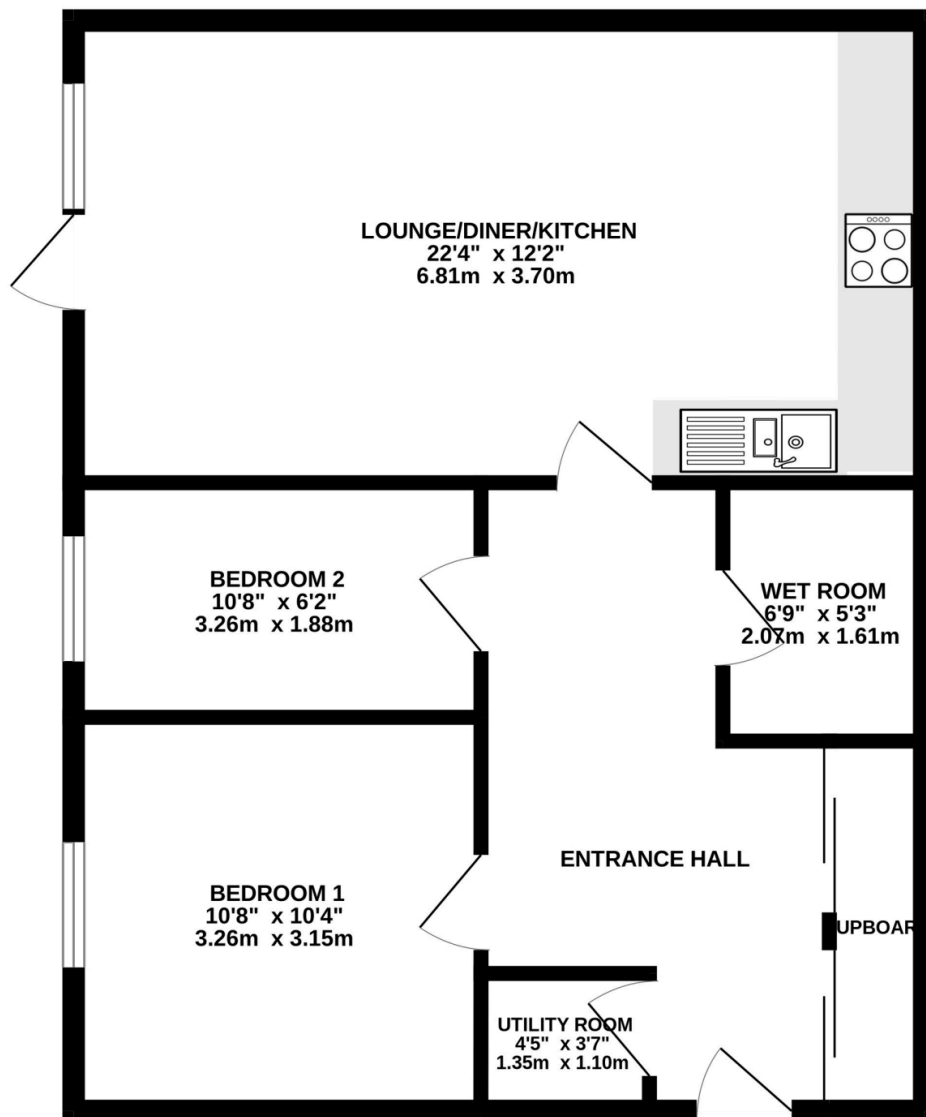 LOUNGE/DINER/KITCHEN
22'4" x 12'2"
6.81m x 3.70m
BEDROOM 2
10'8" x 6'2"
3.26m x 1.88m
WET ROOM
6'9" x 5'3"
2.07m x 1.61m
ENTRANCE HALL
BEDROOM 1
10'8" x 10'4"
3.26m x 3.15m
UPBOAR
UTILITY ROOM
4'5" x 3'7"
1.35m x 1.10m